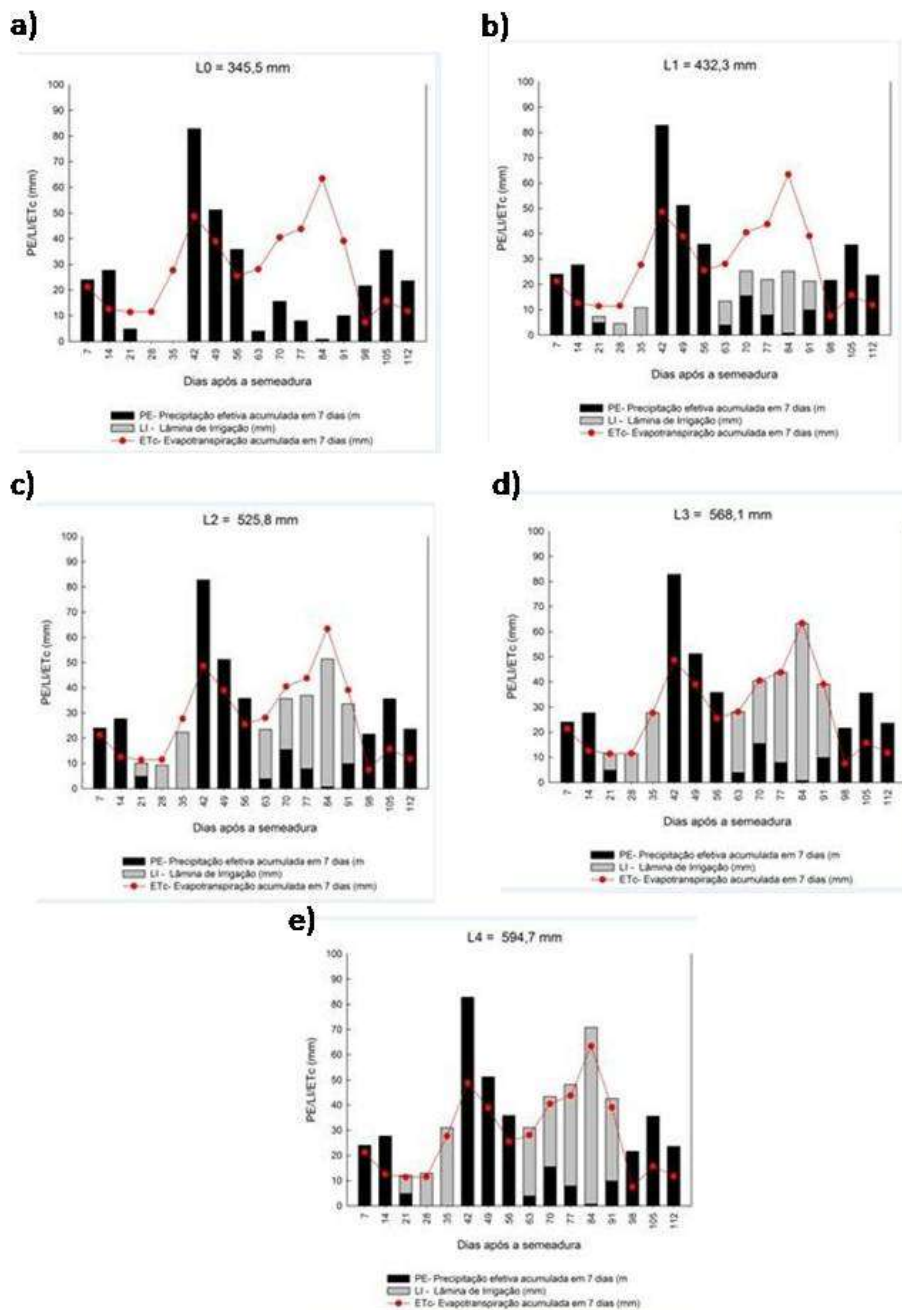 a)
L0 = 345,5 mm
PE/LI/ETc (mm)
100
90
80
70
60
50
40
30
20
10
0
7 14 21 28 35 42 49 56 63 70 77 84 91 98 105 112
Dias após a semeadura
PE- Precipitação efetiva acumulada em 7 dias (m
LI - Lâmina de Irrigação (mm)
ETc- Evapotranspiração acumulada em 7 dias (mm)
b)
L1 = 432,3 mm
PE/LI/ETc (mm)
100
90
80
70
60
50
40
30
20
10
0
7 14 21 28 35 42 49 56 63 70 77 84 91 98 105 112
Dias após a semeadura
PE- Precipitação efetiva acumulada em 7 dias (m
LI - Lâmina de Irrigação (mm)
ETc- Evapotranspiração acumulada em 7 dias (mm)
c)
L2 = 525,8 mm
PE/LI/ETc (mm)
100
90
80
70
60
50
40
30
20
10
0
7 14 21 28 35 42 49 56 63 70 77 84 91 98 105 112
Dias após a semeadura
PE- Precipitação efetiva acumulada em 7 dias (m
LI - Lâmina de Irrigação (mm)
ETc- Evapotranspiração acumulada em 7 dias (mm)
d)
L3 = 568,1 mm
PE/LI/ETc (mm)
100
90
80
70
60
50
40
30
20
10
0
7 14 21 28 35 42 49 56 63 70 77 84 91 98 105 112
Dias após a semeadura
PE- Precipitação efetiva acumulada em 7 dias (m
LI - Lâmina de Irrigação (mm)
ETc- Evapotranspiração acumulada em 7 dias (mm)
e)
L4 = 594,7 mm
PE/LI/ETc (mm)
100
90
80
70
60
50
40
30
20
10
0
7 14 21 28 35 42 49 56 63 70 77 84 91 98 105 112
Dias após a semeadura
PE- Precipitação efetiva acumulada em 7 dias (m
LI - Lâmina de Irrigação (mm)
ETc- Evapotranspiração acumulada em 7 dias (mm)